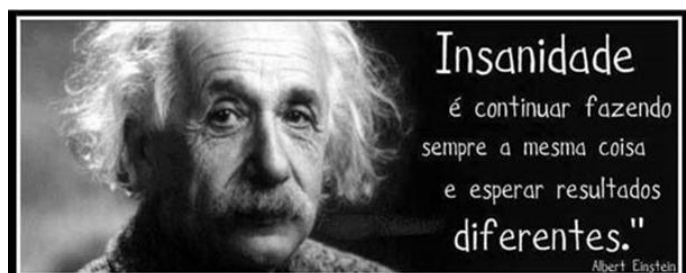 Insanidade
é continuar fazendo
sempre a mesma coisa
e esperar resultados
diferentes."
Albert Einstein